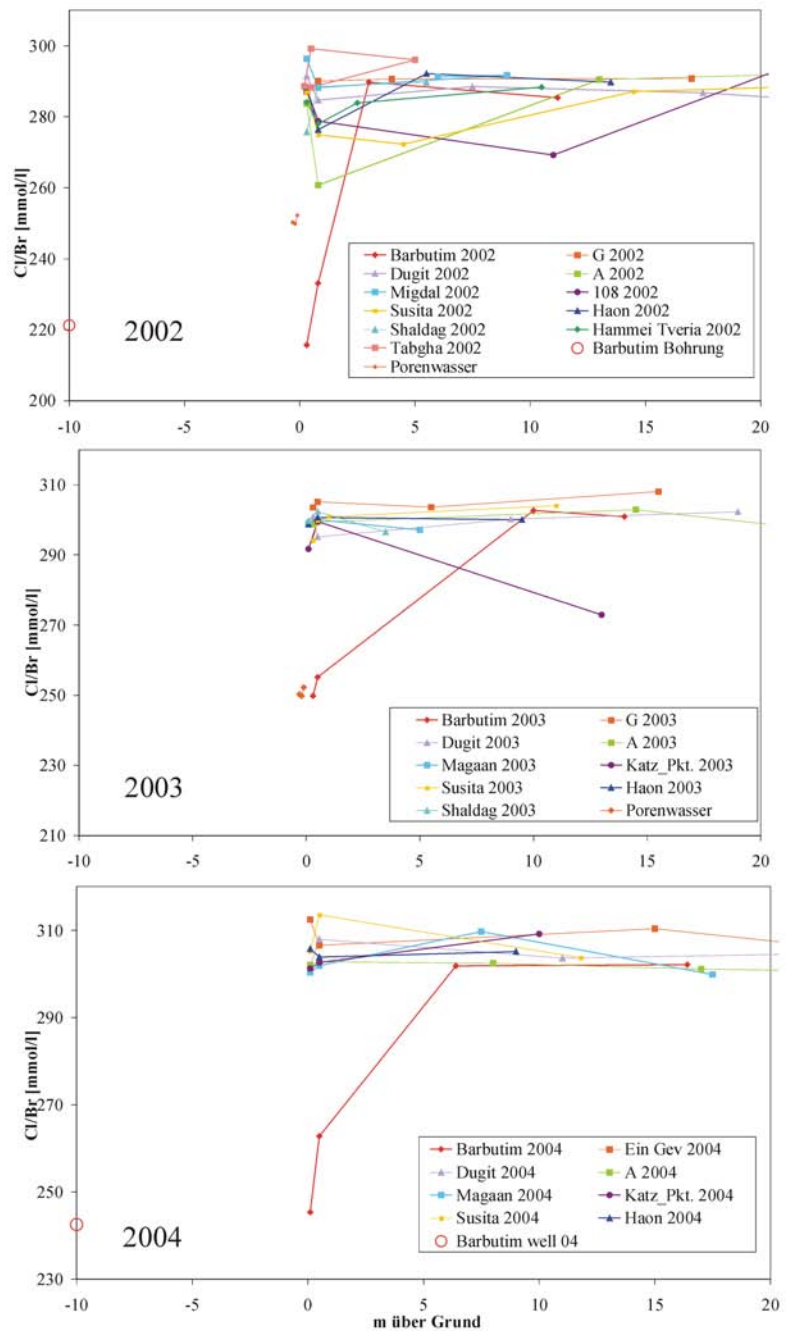 Cl/Br [mmol/l]
300
280
260
240
220
200
2002
Barbutim 2002 G 2002
Dugit 2002 A 2002
Migdal 2002 108 2002
Susita 2002 Haon 2002
Shaldag 2002 Hammei Tveria 2002
Tabgha 2002 Barbutim Bohrung
Porenwasser
-10 -5 0 5 10 15 20
Cl/Br [mmol/l]
310
290
270
250
230
210
2003
Barbutim 2003 G 2003
Dugit 2003 A 2003
Magaan 2003 Katz_Pkt. 2003
Susita 2003 Haon 2003
Shaldag 2003 Porenwasser
-10 -5 0 5 10 15 20
Cl/Br [mmol/l]
310
290
270
250
230
2004
Barbutim 2004 Ein Gev 2004
Dugit 2004 A 2004
Magaan 2004 Katz_Pkt. 2004
Susita 2004 Haon 2004
Barbutim well 04
-10 -5 0 5 10 15 20
m über Grund